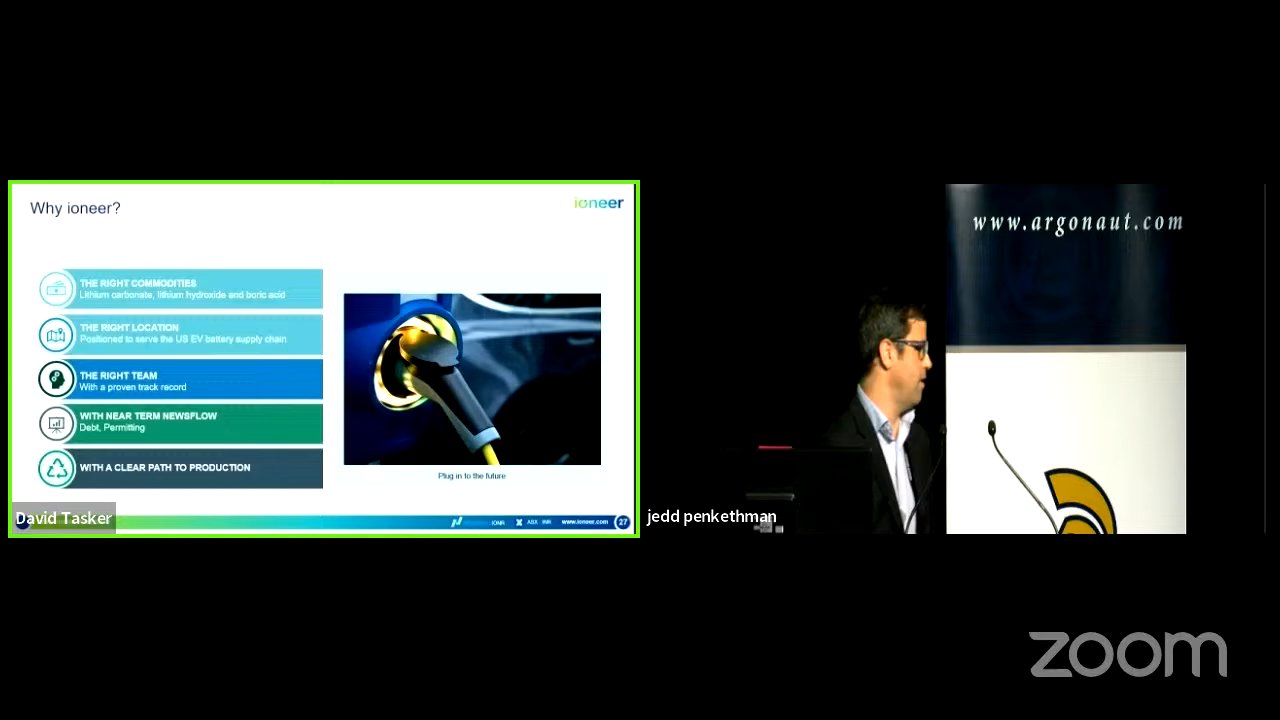 Why ioneer?
ioneer
THE RIGHT COMMODITIES
Lithium carbonate, lithium hydroxide and boric acid
THE RIGHT LOCATION
Positioned to serve the US EV battery supply chain
THE RIGHT TEAM
With a proven track record
WITH NEAR TERM NEWSFLOW
Debt, Permitting
WITH A CLEAR PATH TO PRODUCTION
Plug in to the future
IONR
ASX INR
www.ioneer.com
27
David Tasker
www.argonaut.com
jedd penkethman
zoom